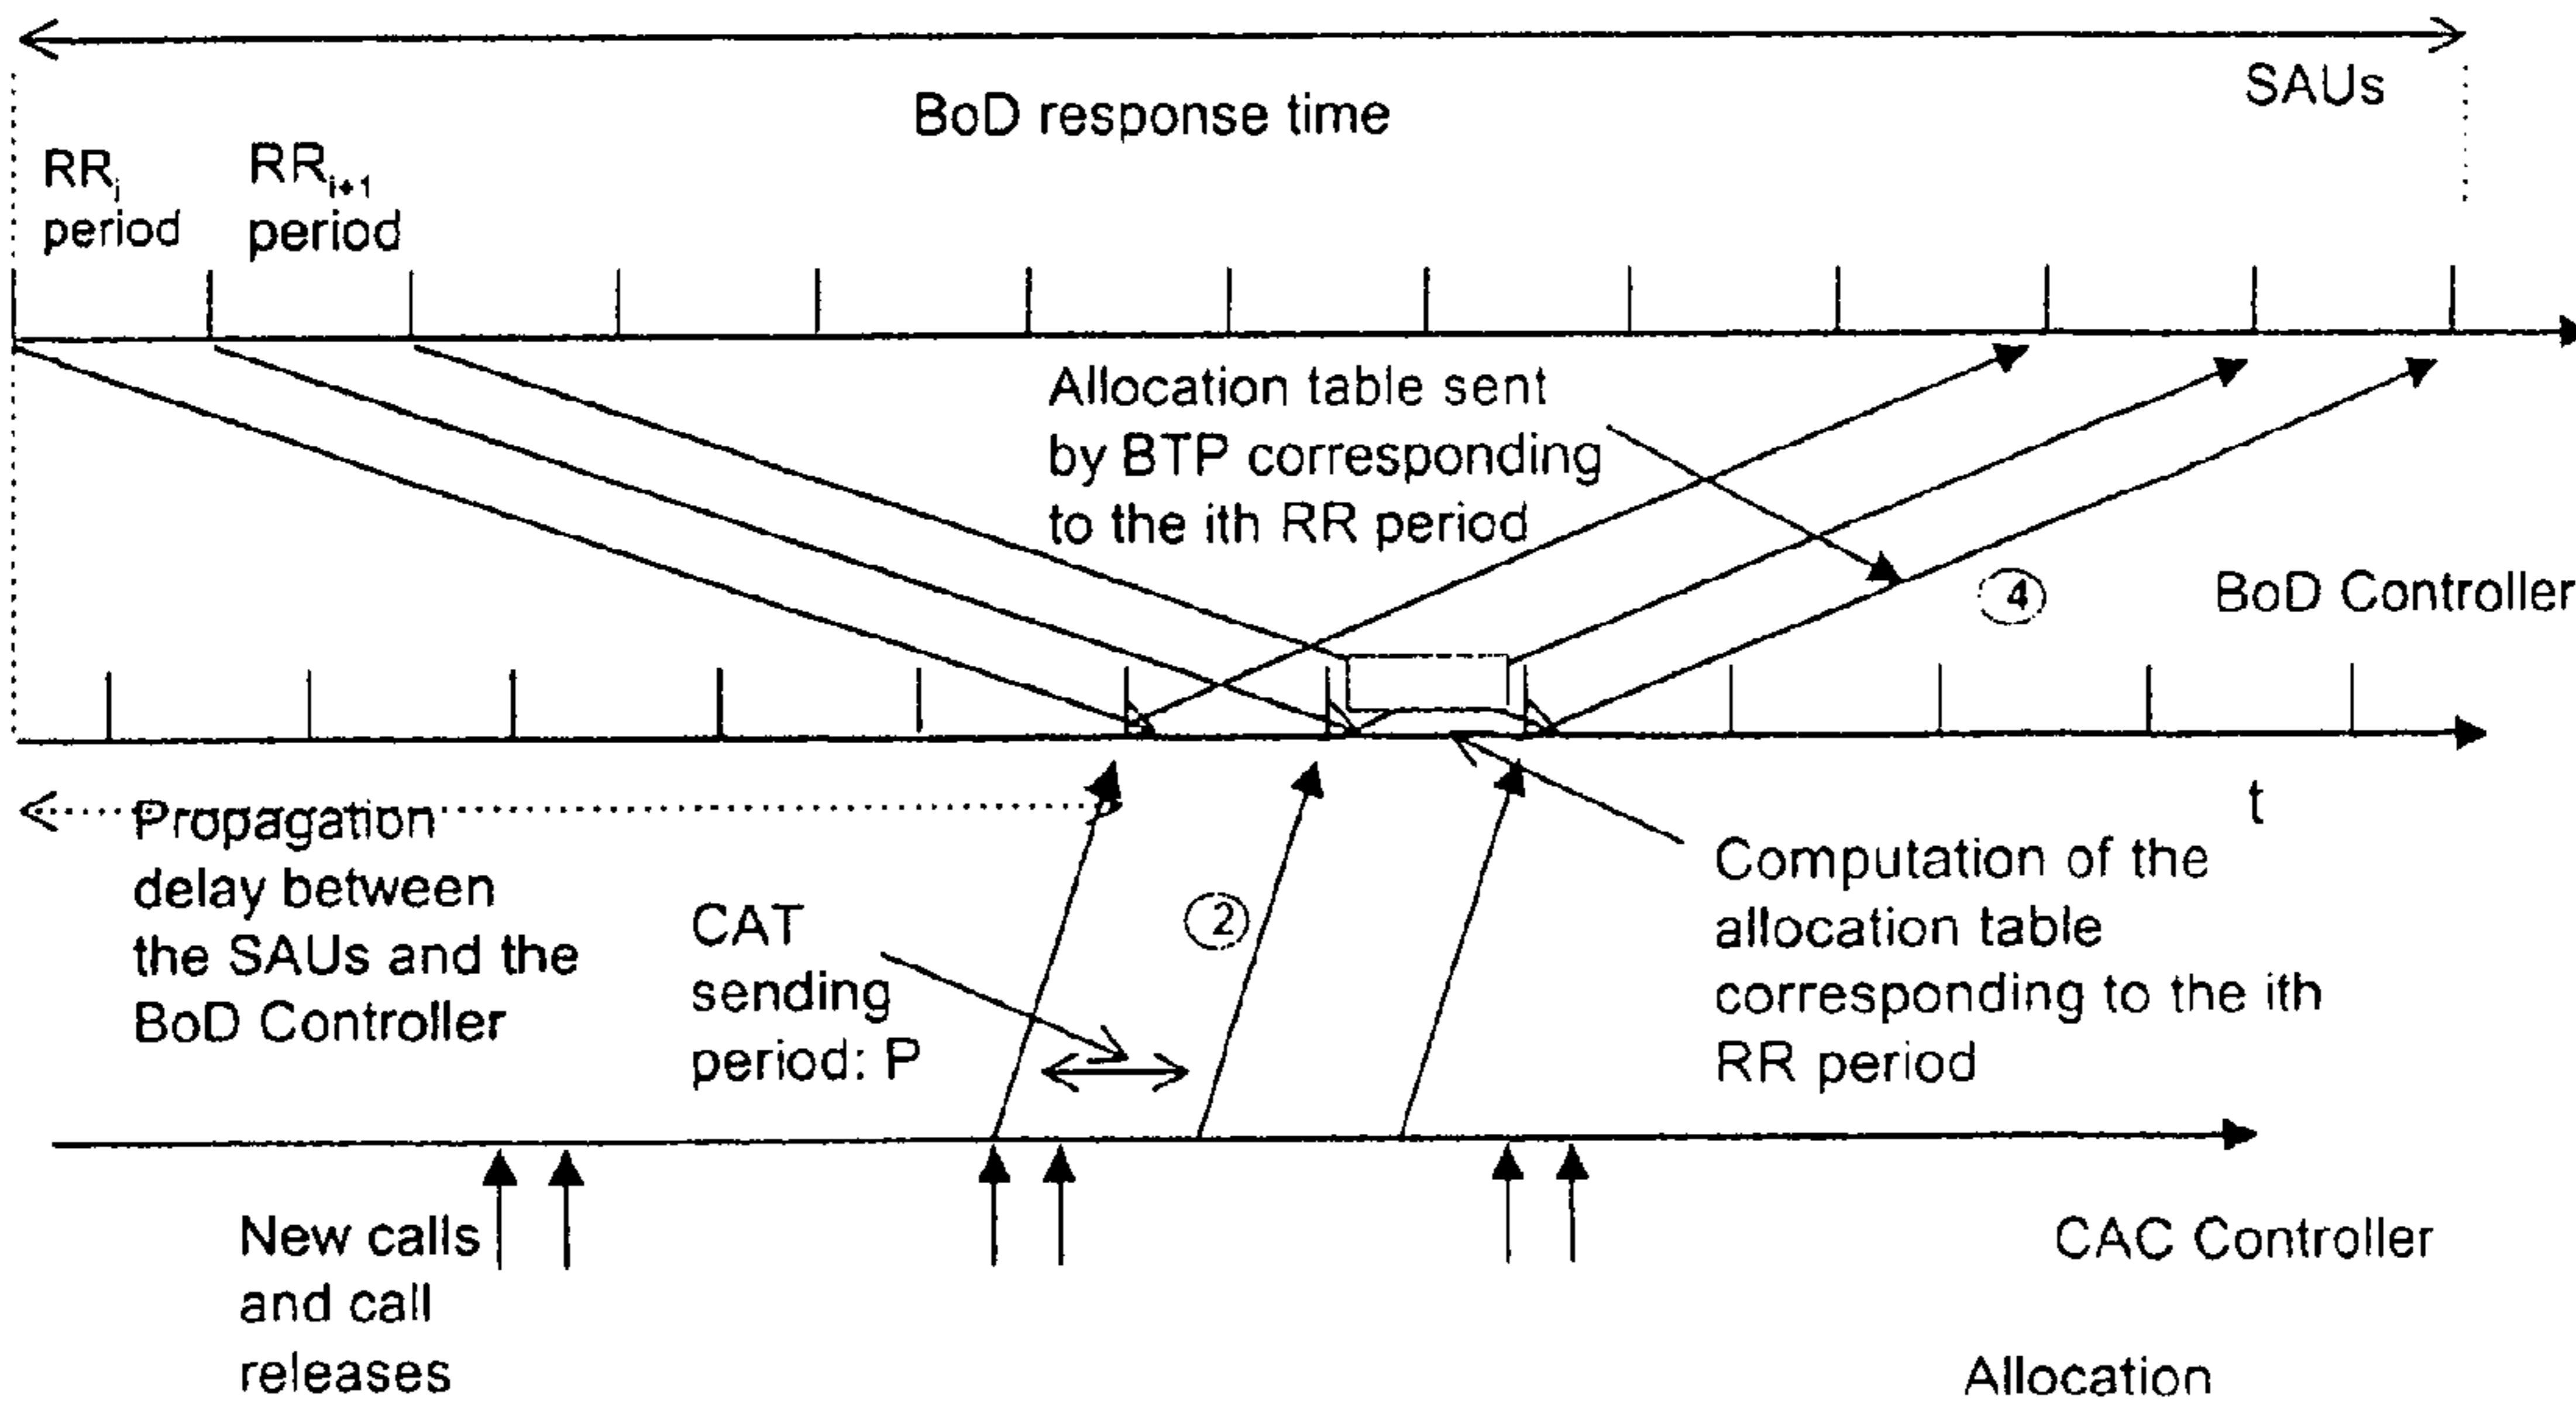 SAUs
BoD response time
RRi
period
RRi+1
period
Allocation table sent
by BTP corresponding
to the ith RR period
4
BoD Controller
Propagation
delay between
the SAUs and the
BoD Controller
t
CAT
sending
period: P
2
Computation of the
allocation table
corresponding to the ith
RR period
New calls
and call
releases
CAC Controller
Allocation